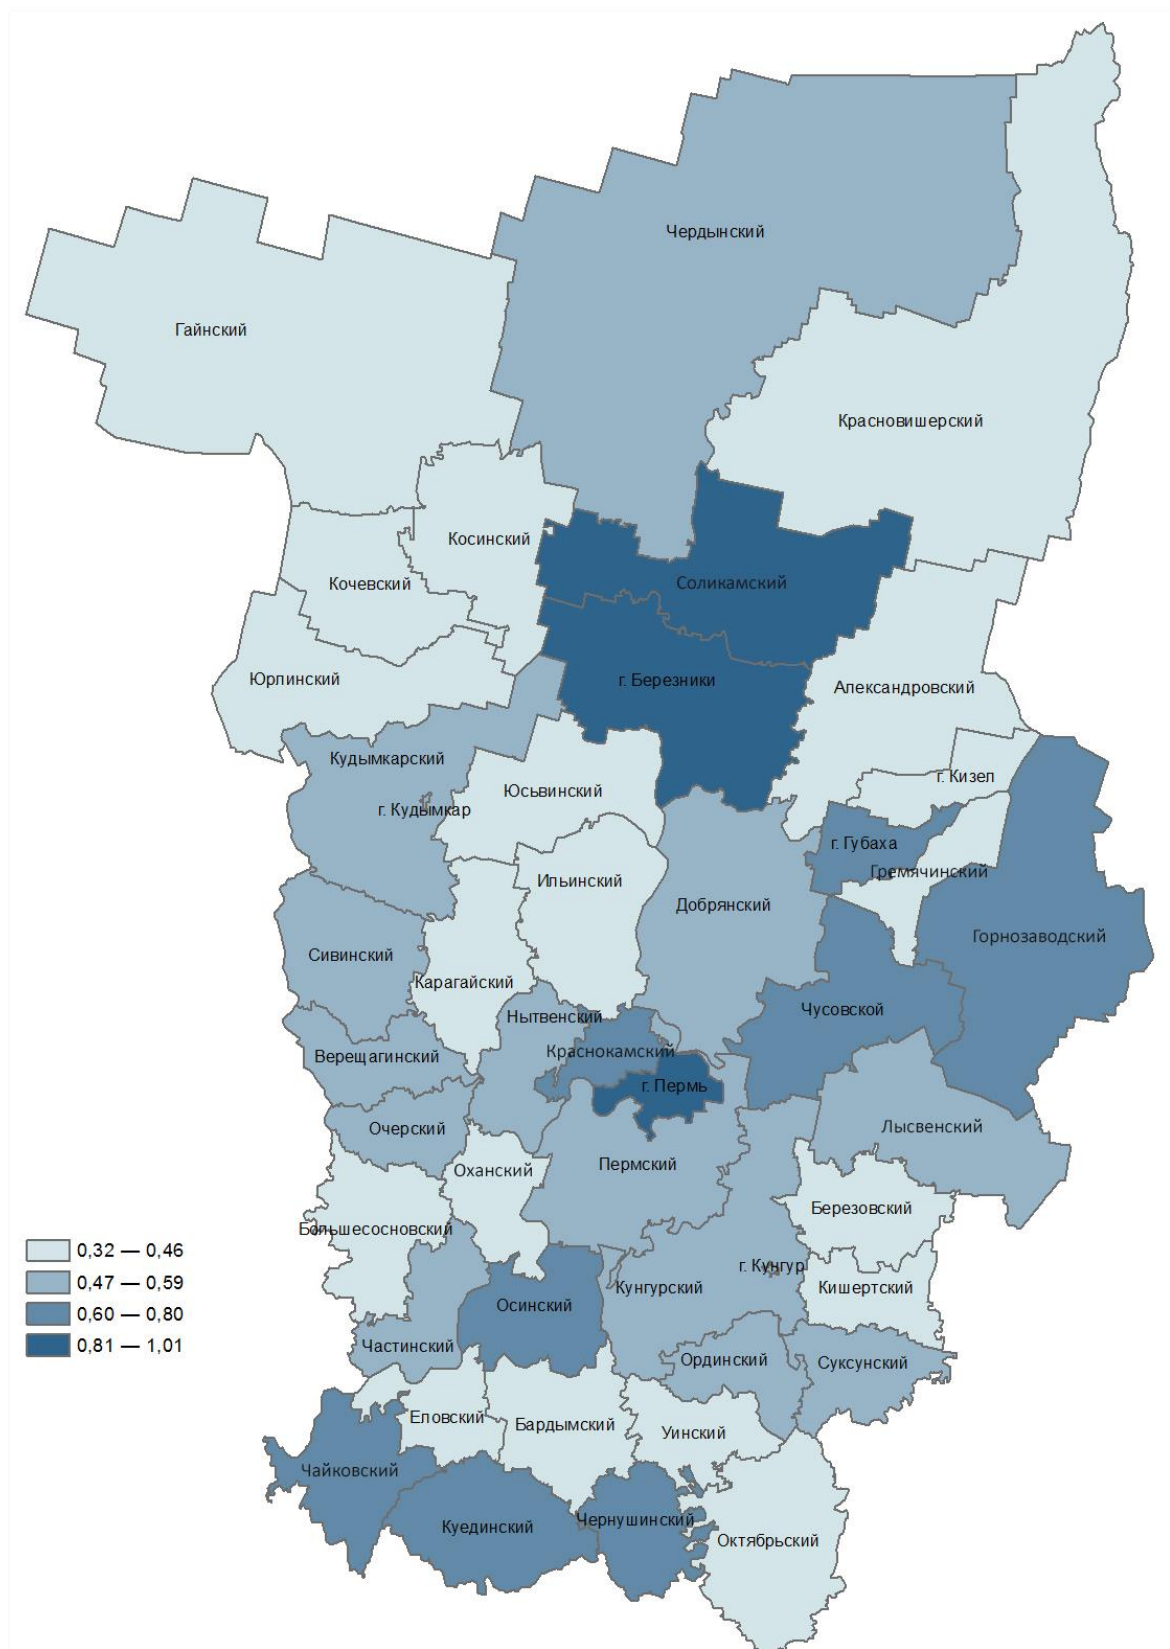 Чердынский
Гайнский
Красновишерский
Косинский
Кочевский
Соликамский
Юрлинский
г. Березники
Александровский
Кудымкарский
г. Кизел
Юсьвинский
г. Кудымкар
г. Губаха
Гремячинский
Ильинский
Добрянский
Горнозаводский
Сивинский
Карагайский
Чусовской
Нытвенский
Верещагинский
Краснокамский
г. Пермь
Очерский
Лысвенский
Оханский
Пермский
Березовский
Большесосновский
0,32 — 0,46
0,47 — 0,59
0,60 — 0,80
0,81 — 1,01
г. Кунгур
Кунгурский
Кишертский
Осинский
Частинский
Ординский
Суксунский
Еловский
Бардымский
Уинский
Чайковский
Куединский
Чернушинский
Октябрьский